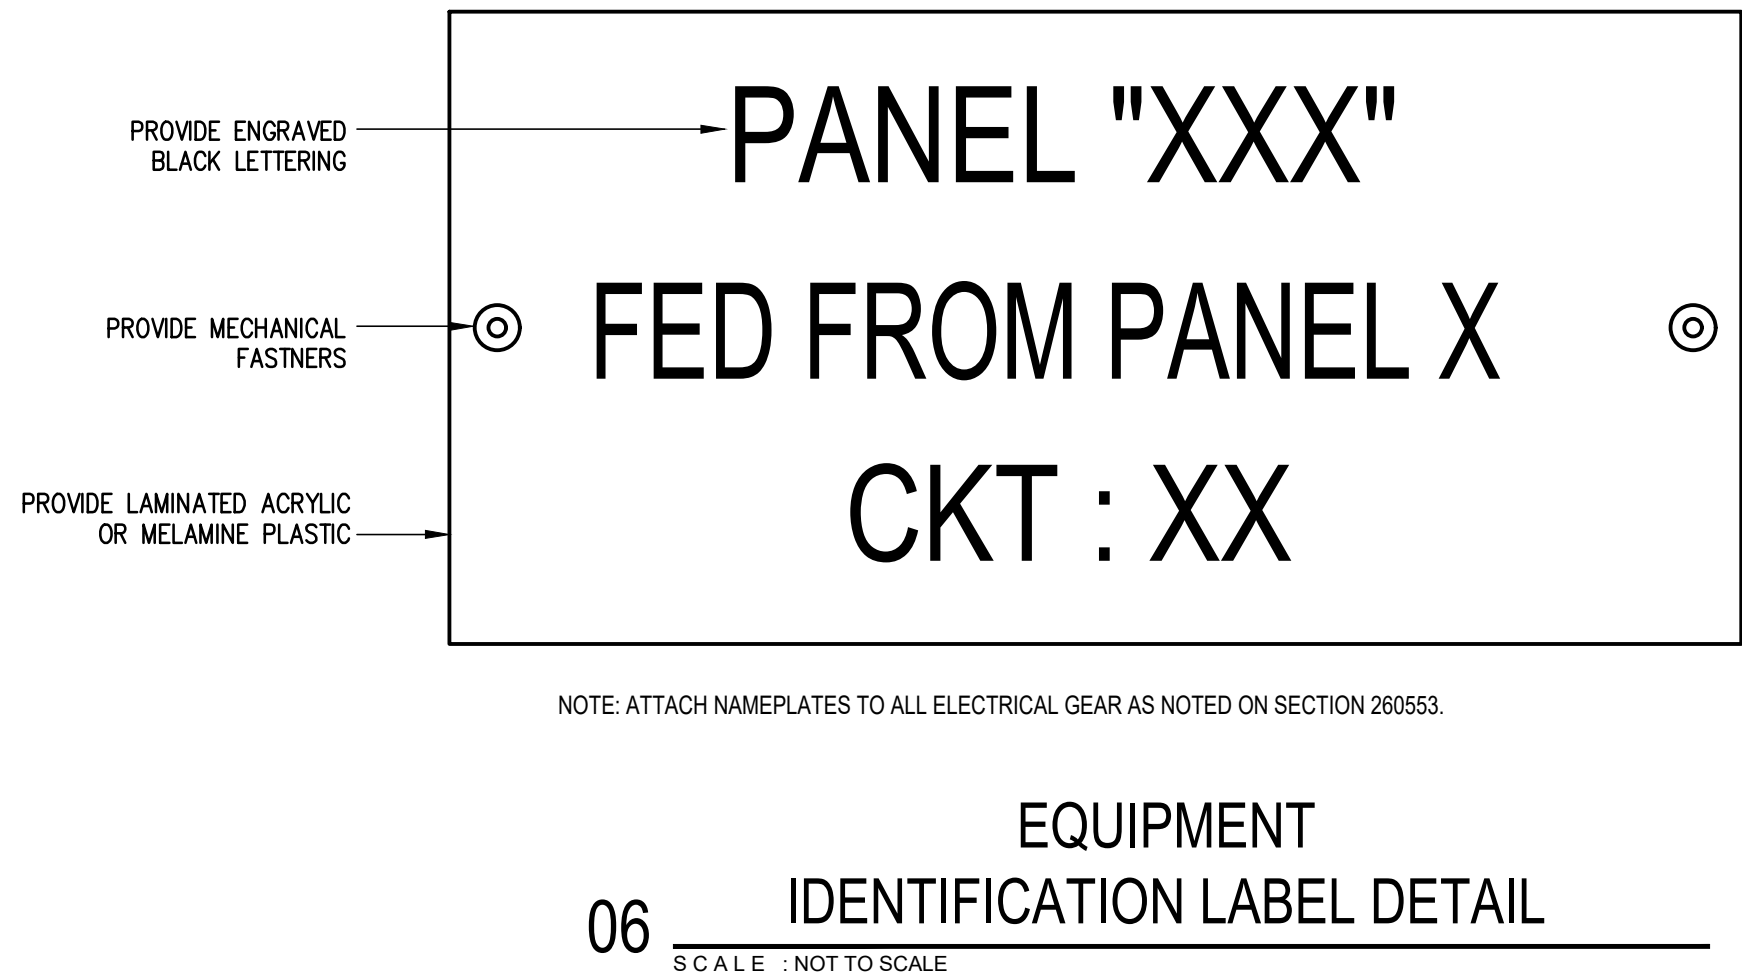 PROVIDE ENGRAVED
BLACK LETTERING
PANEL "XXX"
PROVIDE MECHANICAL
FASTNERS
FED FROM PANEL X
PROVIDE LAMINATED ACRYLIC
OR MELAMINE PLASTIC
CKT : XX
NOTE: ATTACH NAMEPLATES TO ALL ELECTRICAL GEAR AS NOTED ON SECTION 260553.
EQUIPMENT
IDENTIFICATION LABEL DETAIL
06
SCALE : NOT TO SCALE